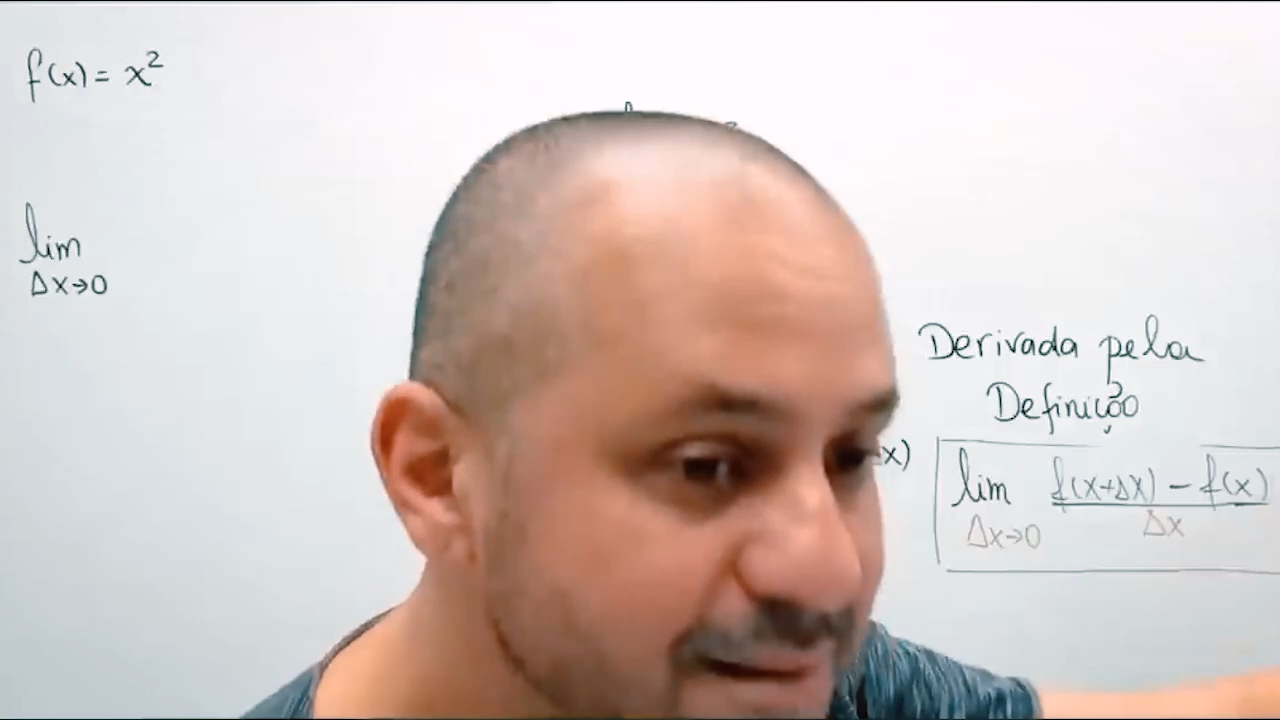 f(x) = x²
lim
Δx→0
Derivada pela
Definição
x)
lim f(x+Δx) - f(x)
Δx→0 Δx